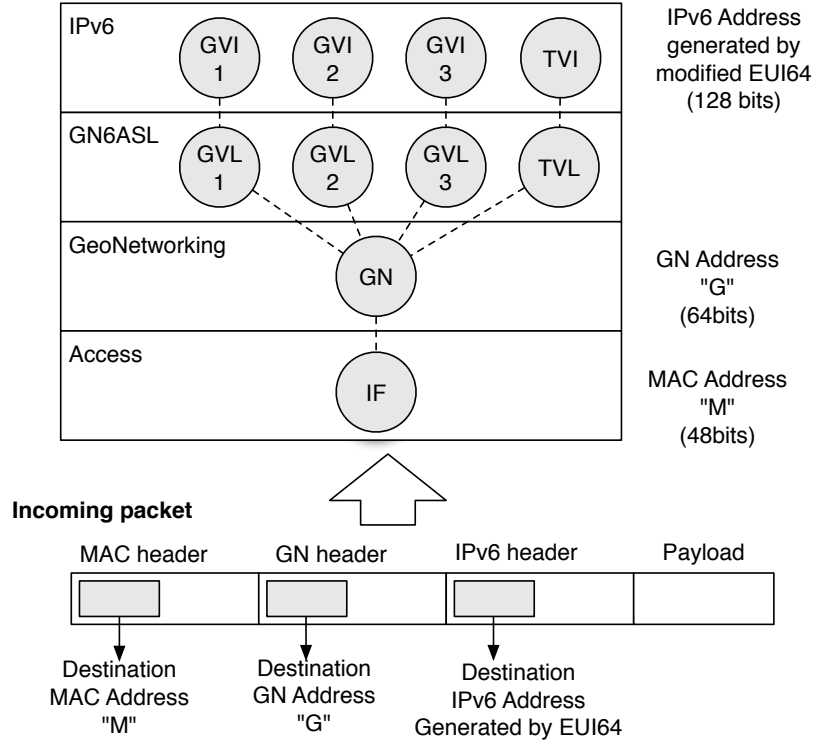 IPv6
GVI
1
GVI
2
GVI
3
TVI
IPv6 Address
generated by
modified EUI64
(128 bits)
GN6ASL
GVL
1
GVL
2
GVL
3
TVL
GeoNetworking
GN
GN Address
"G"
(64bits)
Access
IF
MAC Address
"M"
(48bits)
Incoming packet
MAC header
GN header
IPv6 header
Payload
Destination
MAC Address
"M"
Destination
GN Address
"G"
Destination
IPv6 Address
Generated by EUI64